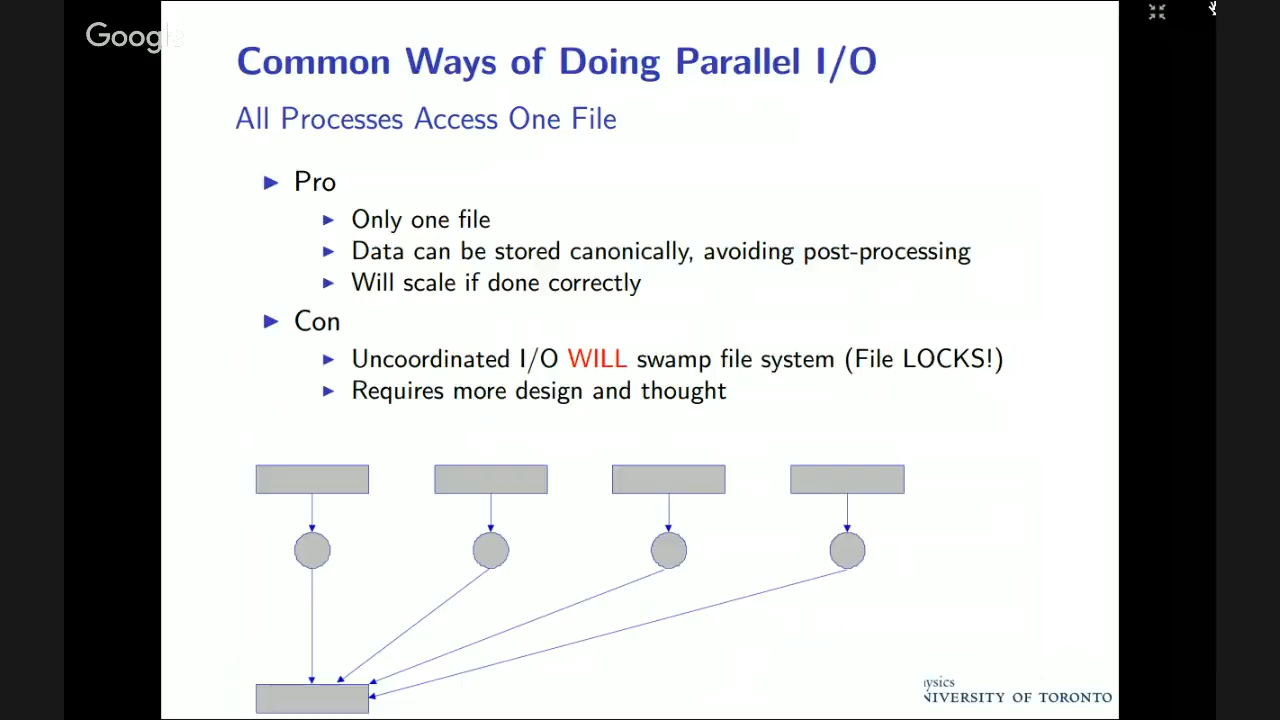 Google
Common Ways of Doing Parallel I/O
All Processes Access One File
Pro
Only one file
Data can be stored canonically, avoiding post-processing
Will scale if done correctly
Con
Uncoordinated I/O WILL swamp file system (File LOCKS!)
Requires more design and thought
UNIVERSITY OF TORONTO